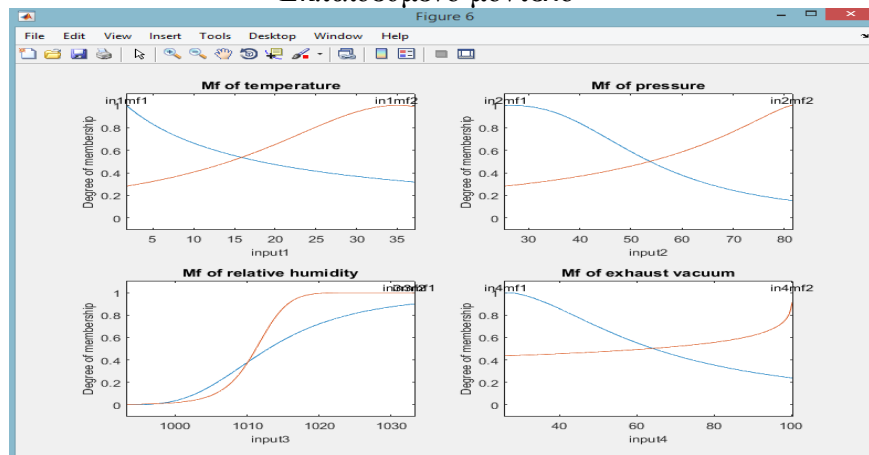 Εκπαιδευμένο μοντέλο
Figure 6
File Edit View Insert Tools Desktop Window Help
Mf of temperature
in1mf1 in1mf2
Degree of membership
1
0.8
0.6
0.4
0.2
0
5 10 15 20 25 30 35
input1
Mf of pressure
in2mf1 in2mf2
Degree of membership
1
0.8
0.6
0.4
0.2
0
30 40 50 60 70 80
input2
Mf of relative humidity
Degree of membership
1
0.8
0.6
0.4
0.2
0
1000 1010 1020 1030
input3
Mf of exhaust vacuum
in4mf1 in4mf2
Degree of membership
1
0.8
0.6
0.4
0.2
0
40 60 80 100
input4